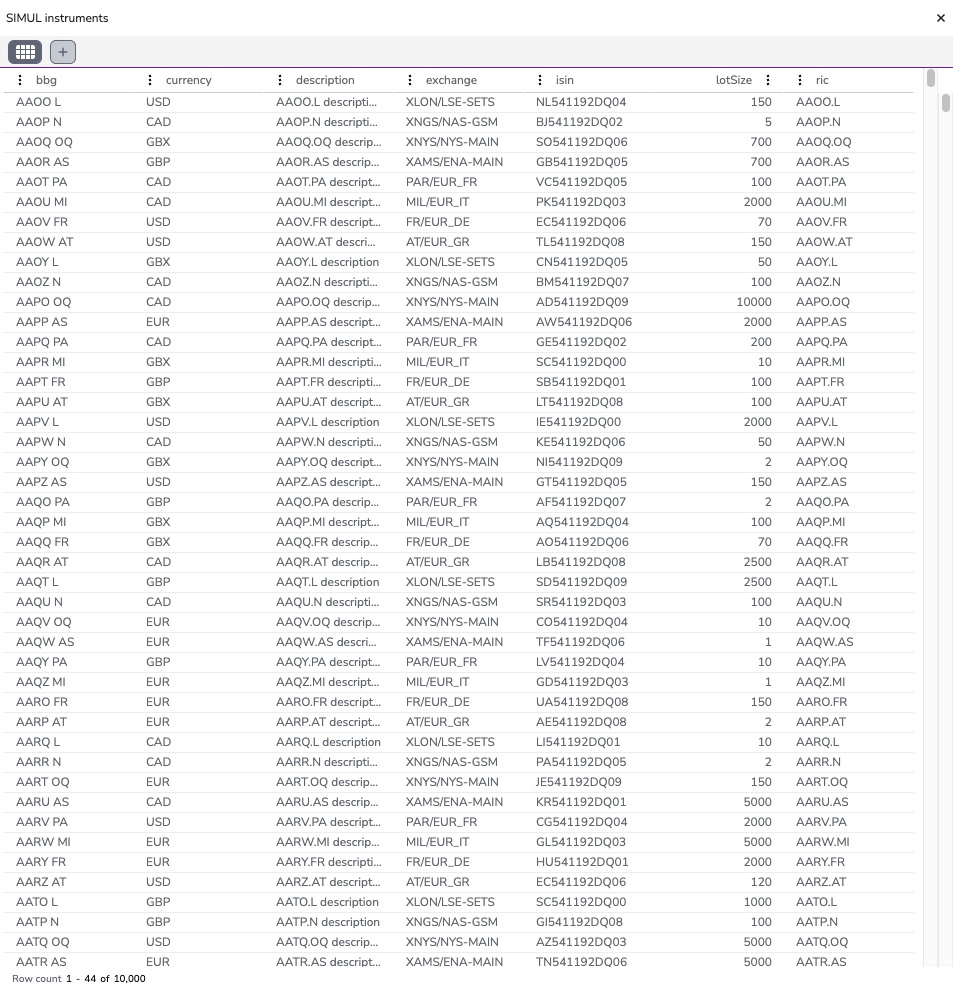 SIMUL instruments
bbg currency description exchange isin lotSize ric
AAOO L USD AAOO.L descripti... XLON/LSE-SETS NL541192DQ04 150 AAOO.L
AAOP N CAD AAOP.N descripti... XNGS/NAS-GSM BJ541192DQ02 5 AAOP.N
AAOQ OQ GBX AAOQ.OQ descrip... XNYS/NYS-MAIN SO541192DQ06 700 AAOQ.OQ
AAOR AS GBP AAOR.AS descrip... XAMS/ENA-MAIN GB541192DQ05 700 AAOR.AS
AAOT PA CAD AAOT.PA descript... PAR/EUR_FR VC541192DQ05 100 AAOT.PA
AAOU MI CAD AAOU.MI descript... MIL/EUR_IT PK541192DQ03 2000 AAOU.MI
AAOV FR USD AAOV.FR descript... FR/EUR_DE EC541192DQ06 70 AAOV.FR
AAOW AT USD AAOW.AT descri... AT/EUR_GR TL541192DQ08 150 AAOW.AT
AAOY L GBX AAOY.L description XLON/LSE-SETS CN541192DQ05 50 AAOY.L
AAOZ N CAD AAOZ.N descripti... XNGS/NAS-GSM BM541192DQ07 100 AAOZ.N
AAPO OQ CAD AAPO.OQ descrip... XNYS/NYS-MAIN AD541192DQ09 10000 AAPO.OQ
AAPP AS EUR AAPP.AS descript... XAMS/ENA-MAIN AW541192DQ06 2000 AAPP.AS
AAPQ PA CAD AAPQ.PA descript... PAR/EUR_FR GE541192DQ02 200 AAPQ.PA
AAPR MI GBX AAPR.MI descript... MIL/EUR_IT SC541192DQ00 10 AAPR.MI
AAPT FR GBP AAPT.FR descript... FR/EUR_DE SB541192DQ01 100 AAPT.FR
AAPU AT GBX AAPU.AT descript... AT/EUR_GR LT541192DQ08 100 AAPU.AT
AAPV L USD AAPV.L description XLON/LSE-SETS IE541192DQ00 2000 AAPV.L
AAPW N CAD AAPW.N descripti... XNGS/NAS-GSM KE541192DQ06 50 AAPW.N
AAPY OQ GBX AAPY.OQ descript... XNYS/NYS-MAIN NI541192DQ09 2 AAPY.OQ
AAPZ AS USD AAPZ.AS descript... XAMS/ENA-MAIN GT541192DQ05 150 AAPZ.AS
AAQO PA GBP AAQO.PA descrip... PAR/EUR_FR AF541192DQ07 2 AAQO.PA
AAQP MI GBX AAQP.MI descript... MIL/EUR_IT AQ541192DQ04 100 AAQP.MI
AAQQ FR GBX AAQQ.FR descrip... FR/EUR_DE AO541192DQ06 70 AAQQ.FR
AAQR AT CAD AAQR.AT descrip... AT/EUR_GR LB541192DQ08 2500 AAQR.AT
AAQT L GBP AAQT.L description XLON/LSE-SETS SD541192DQ09 2500 AAQT.L
AAQU N CAD AAQU.N descripti... XNGS/NAS-GSM SR541192DQ03 100 AAQU.N
AAQV OQ EUR AAQV.OQ descrip... XNYS/NYS-MAIN CO541192DQ04 10 AAQV.OQ
AAQW AS EUR AAQW.AS descri... XAMS/ENA-MAIN TF541192DQ06 1 AAQW.AS
AAQY PA GBP AAQY.PA descrip... PAR/EUR_FR LV541192DQ04 10 AAQY.PA
AAQZ MI EUR AAQZ.MI descript... MIL/EUR_IT GD541192DQ03 1 AAQZ.MI
AARO FR EUR AARO.FR descript... FR/EUR_DE UA541192DQ08 150 AARO.FR
AARP AT EUR AARP.AT descript... AT/EUR_GR AE541192DQ08 2 AARP.AT
AARQ L CAD AARQ.L description XLON/LSE-SETS LI541192DQ01 10 AARQ.L
AARR N CAD AARR.N descripti... XNGS/NAS-GSM PA541192DQ05 2 AARR.N
AART OQ EUR AART.OQ descrip... XNYS/NYS-MAIN JE541192DQ09 150 AART.OQ
AARU AS CAD AARU.AS descrip... XAMS/ENA-MAIN KR541192DQ01 5000 AARU.AS
AARV PA USD AARV.PA descript... PAR/EUR_FR CG541192DQ04 2000 AARV.PA
AARW MI EUR AARW.MI descript... MIL/EUR_IT GL541192DQ03 5000 AARW.MI
AARY FR EUR AARY.FR descripti... FR/EUR_DE HU541192DQ01 2000 AARY.FR
AARZ AT USD AARZ.AT descript... AT/EUR_GR EC541192DQ06 120 AARZ.AT
AATO L GBP AATO.L description XLON/LSE-SETS SC541192DQ00 1000 AATO.L
AATP N GBP AATP.N description XNGS/NAS-GSM GI541192DQ08 100 AATP.N
AATQ OQ USD AATQ.OQ descrip... XNYS/NYS-MAIN AZ541192DQ03 5000 AATQ.OQ
AATR AS EUR AATR.AS descript... XAMS/ENA-MAIN TN541192DQ06 5000 AATR.AS
Row count 1 - 44 of 10,000